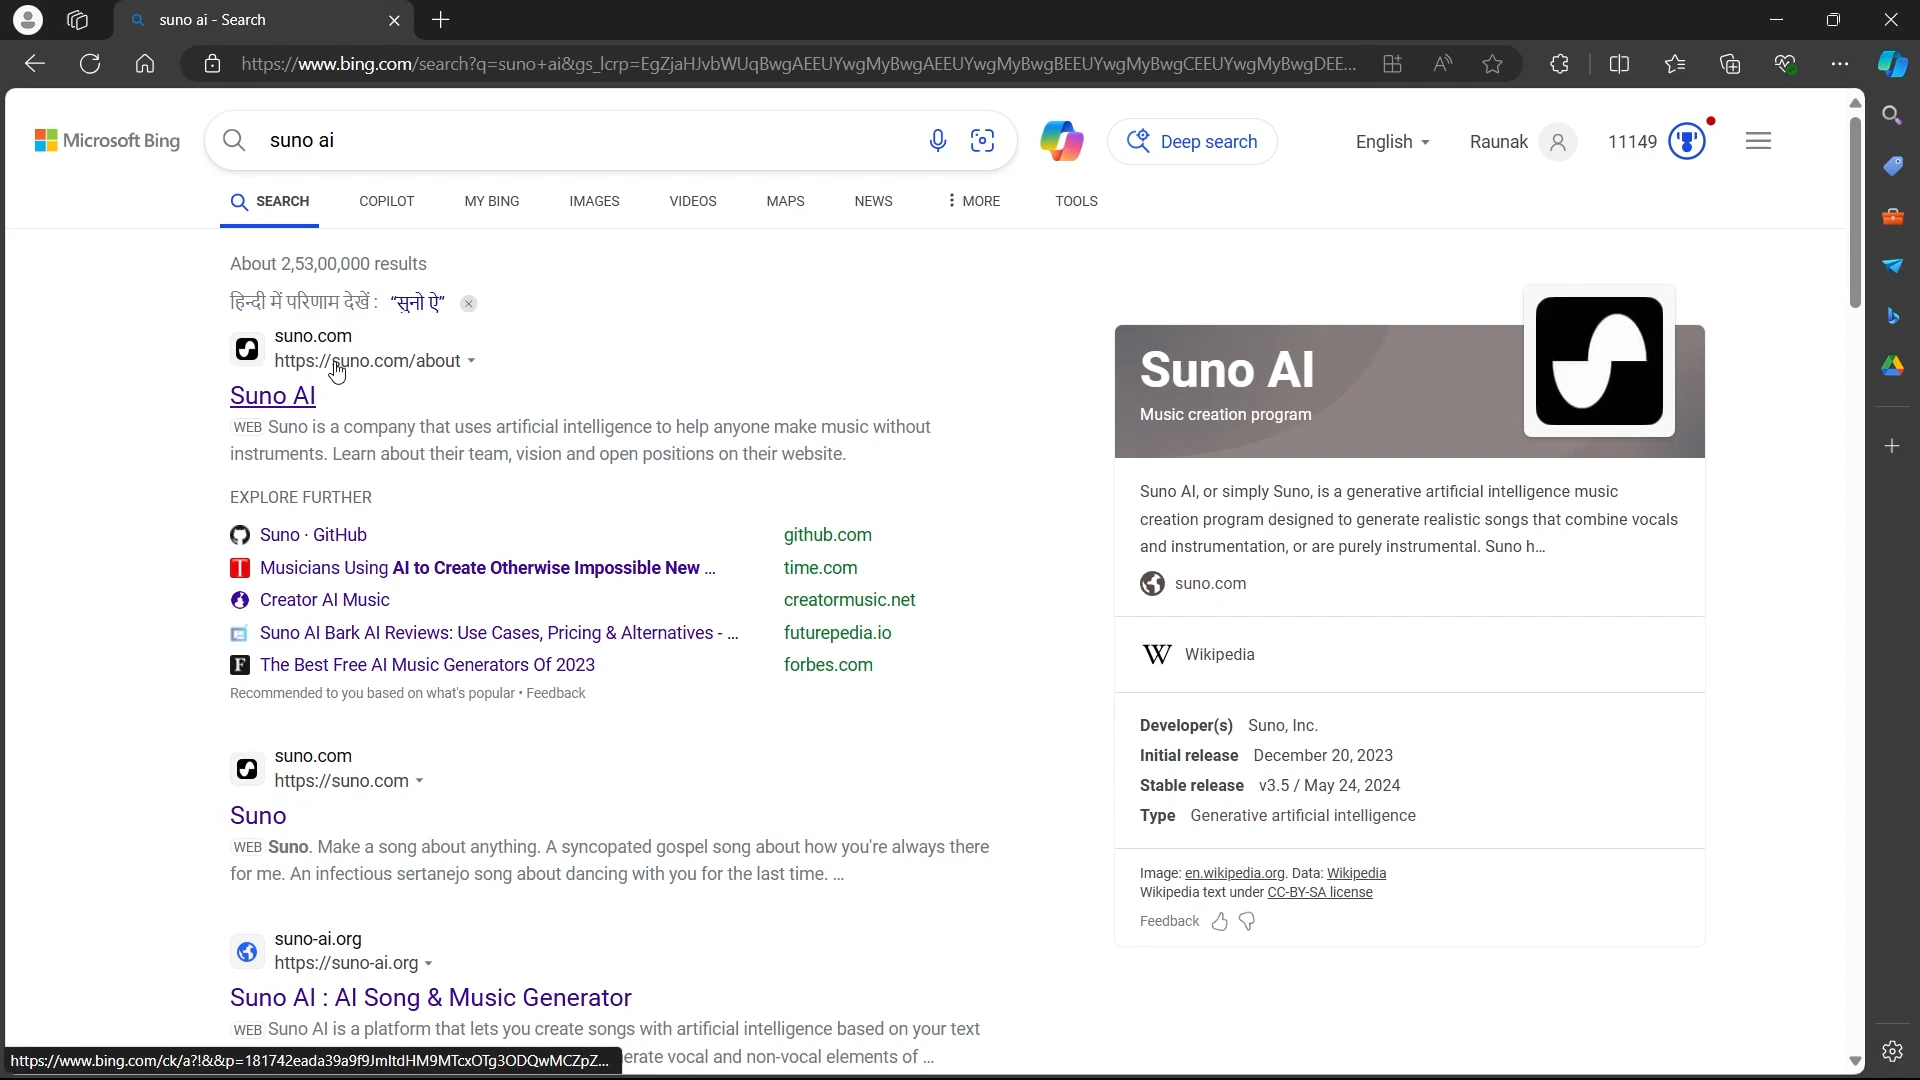 suno ai - Search
https://www.bing.com/search?q=suno+ai&gs_lcrp=EgZjaHJvbWUqBwgAEEUYwgMyBwgAEEUYwgMyBwgBEEUYwgMyBwgCEEUYwgMyBwgDEE...
Microsoft Bing
suno ai
Deep search
English
Raunak
11149
SEARCH COPILOT MY BING IMAGES VIDEOS MAPS NEWS MORE TOOLS
About 2,53,00,000 results
हिन्दी में परिणाम देखें : “सुनो ऐ”
suno.com
https://suno.com/about
Suno AI
WEB Suno is a company that uses artificial intelligence to help anyone make music without
instruments. Learn about their team, vision and open positions on their website.
EXPLORE FURTHER
Suno · GitHub github.com
Musicians Using AI to Create Otherwise Impossible New ... time.com
Creator AI Music creatormusic.net
Suno AI Bark AI Reviews: Use Cases, Pricing & Alternatives - ... futurepedia.io
F The Best Free AI Music Generators Of 2023 forbes.com
Recommended to you based on what's popular • Feedback
suno.com
https://suno.com
Suno
WEB Suno. Make a song about anything. A syncopated gospel song about how you're always there
for me. An infectious sertanejo song about dancing with you for the last time. ...
suno-ai.org
https://suno-ai.org
Suno AI : AI Song & Music Generator
WEB Suno AI is a platform that lets you create songs with artificial intelligence based on your text
erate vocal and non-vocal elements of ...
https://www.bing.com/ck/a?!&&p=181742eada39a9f9JmltdHM9MTcxOTg3ODQwMCZpZ...
Suno AI
Music creation program
Suno AI, or simply Suno, is a generative artificial intelligence music
creation program designed to generate realistic songs that combine vocals
and instrumentation, or are purely instrumental. Suno h...
suno.com
W Wikipedia
Developer(s) Suno, Inc.
Initial release December 20, 2023
Stable release v3.5 / May 24, 2024
Type Generative artificial intelligence
Image: en.wikipedia.org. Data: Wikipedia
Wikipedia text under CC-BY-SA license
Feedback